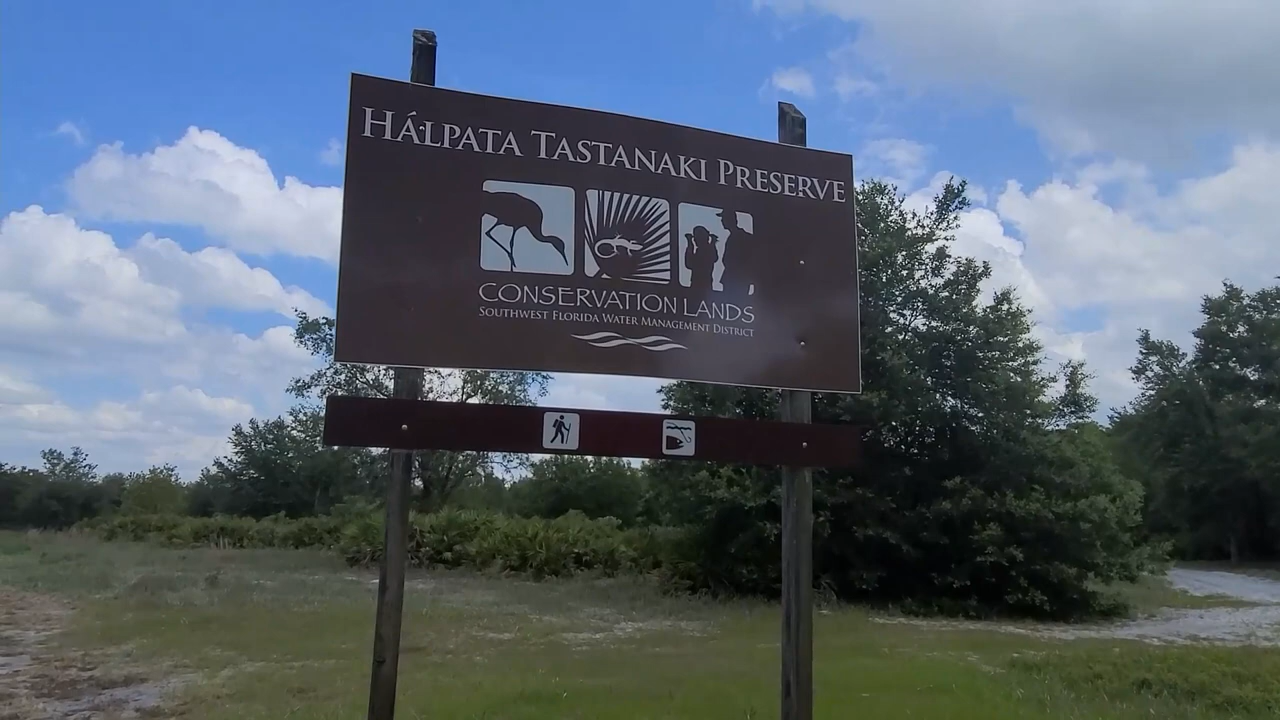 HÁLPATA TASTANAKI PRESERVE
CONSERVATION LANDS
SOUTHWEST FLORIDA WATER MANAGEMENT DISTRICT